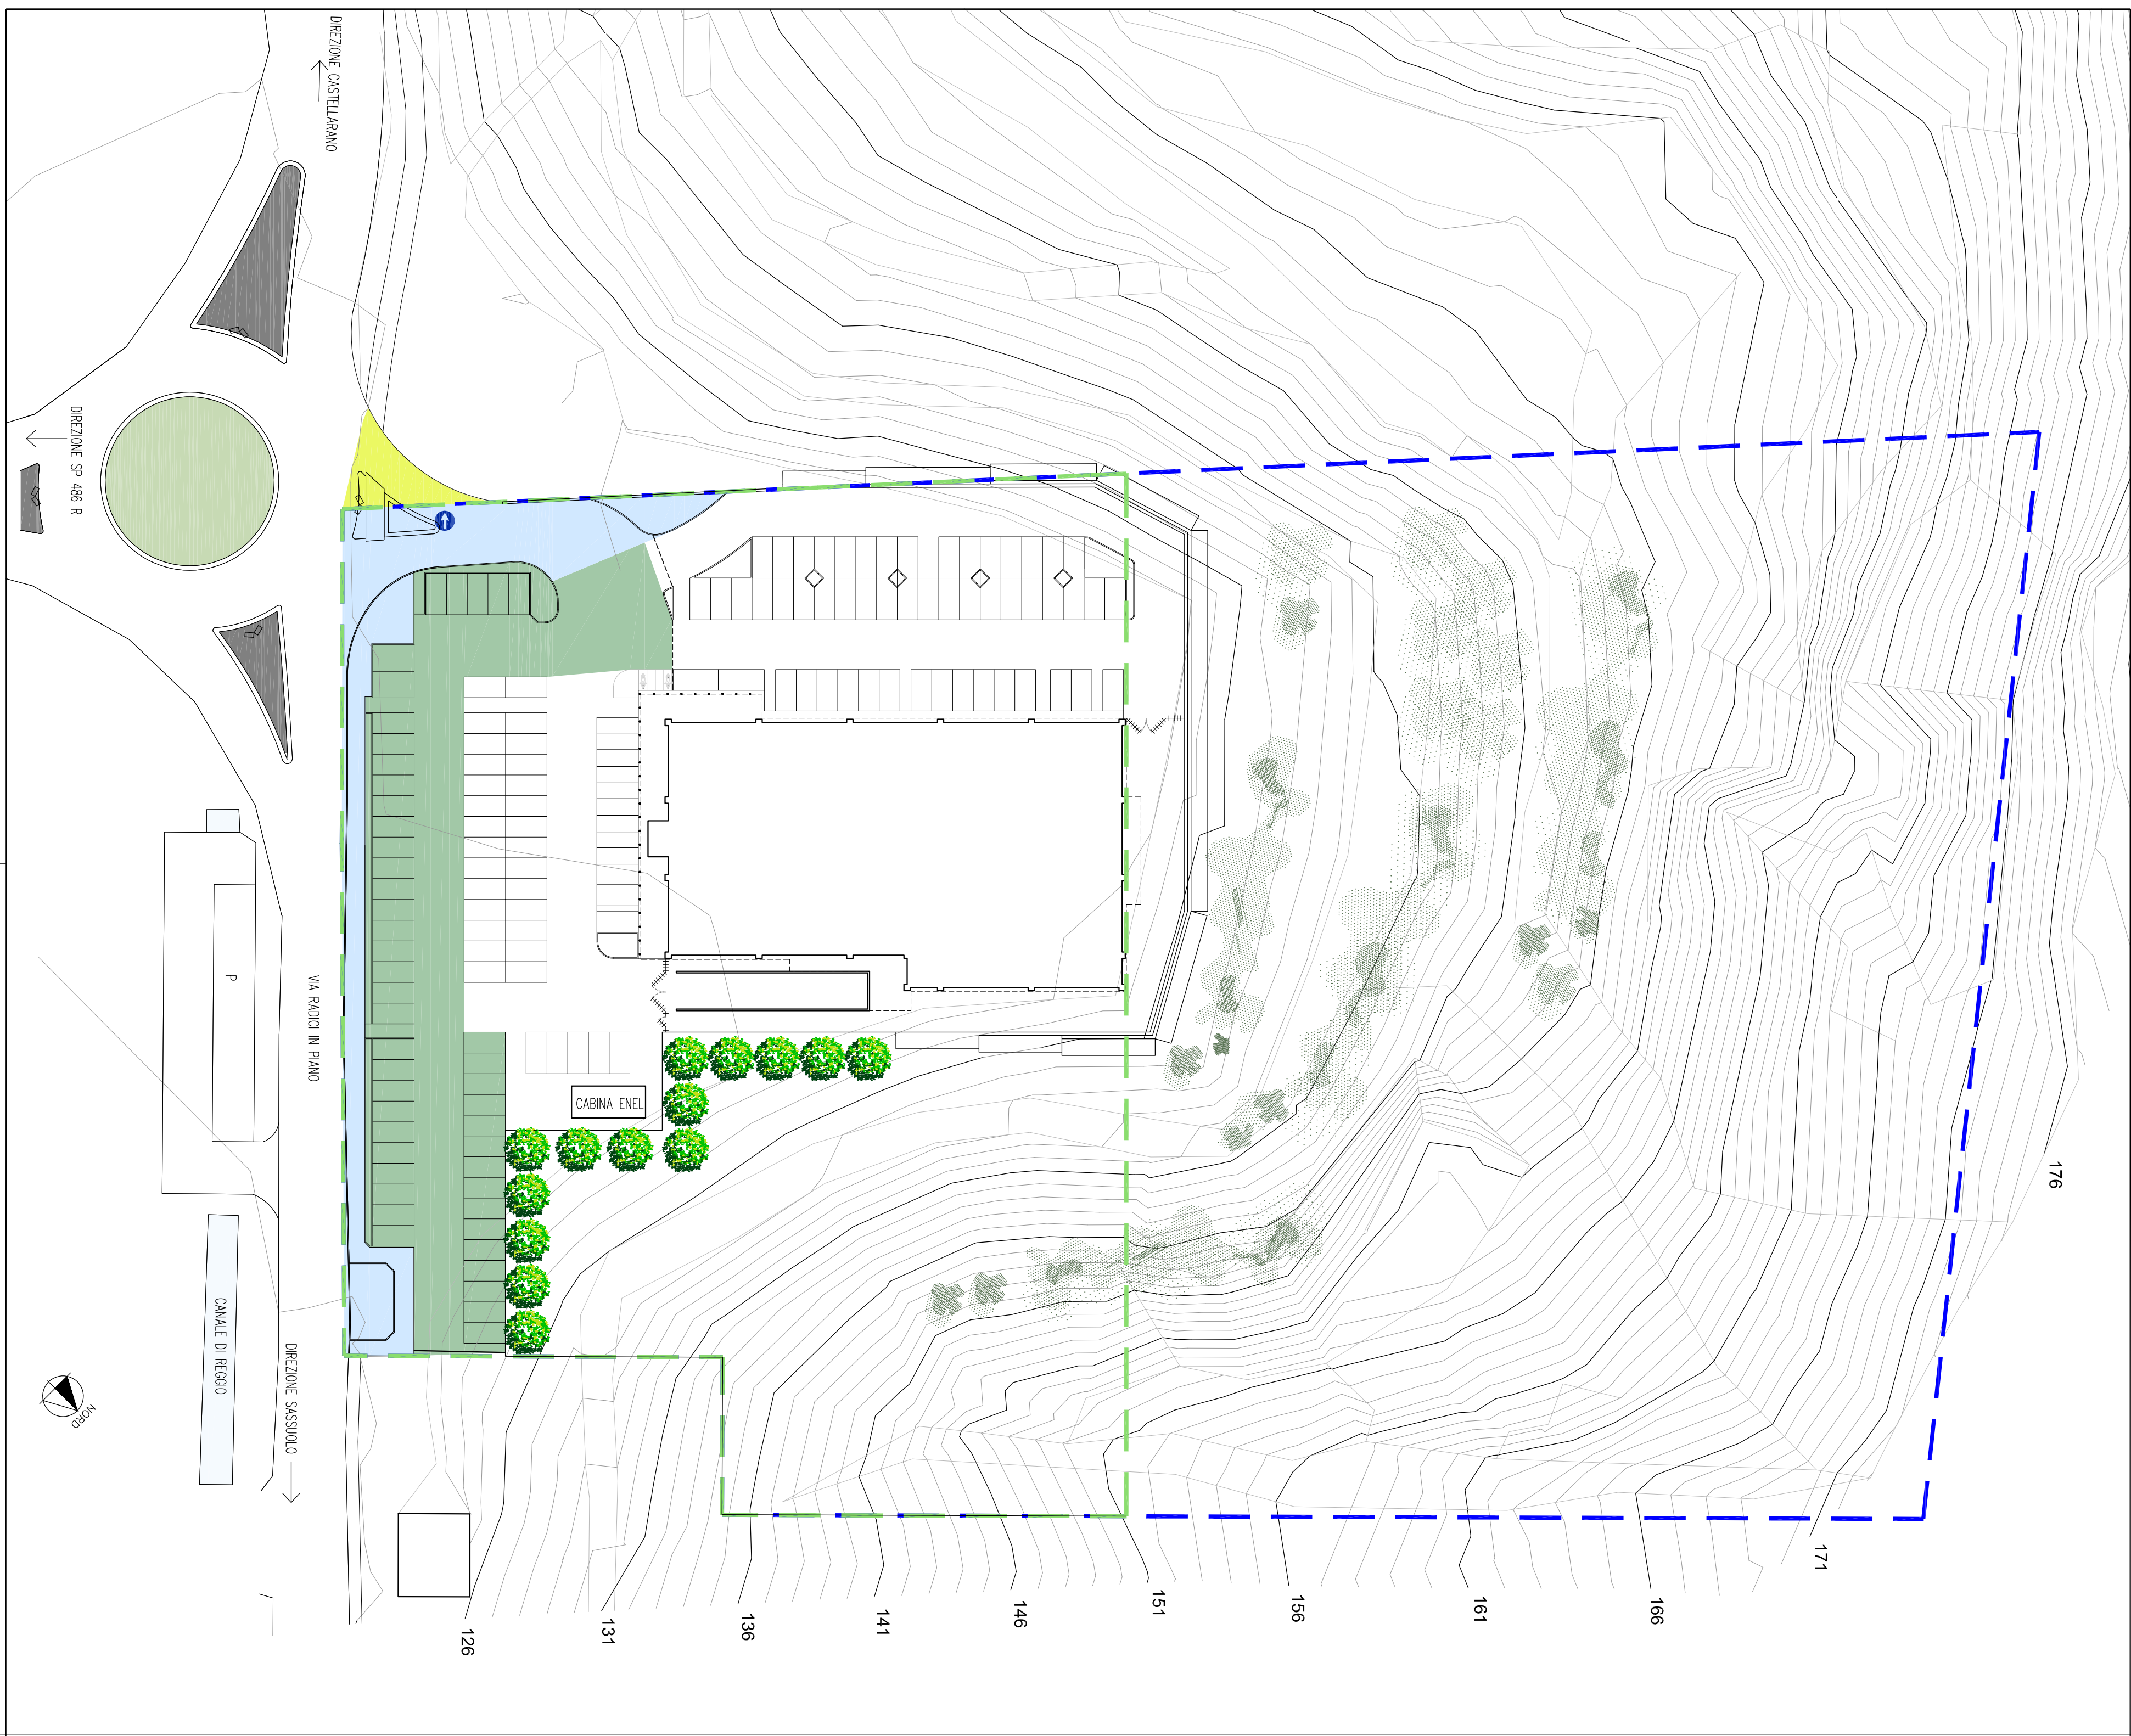 DIREZIONE CASTELLARANO
DIREZIONE SP 486 R
P
VIA RADICI IN PIANO
CABINA ENEL
CANALE DI REGGIO
DIREZIONE SASSUOLO
NORD
126
131
136
141
146
151
156
161
166
171
176